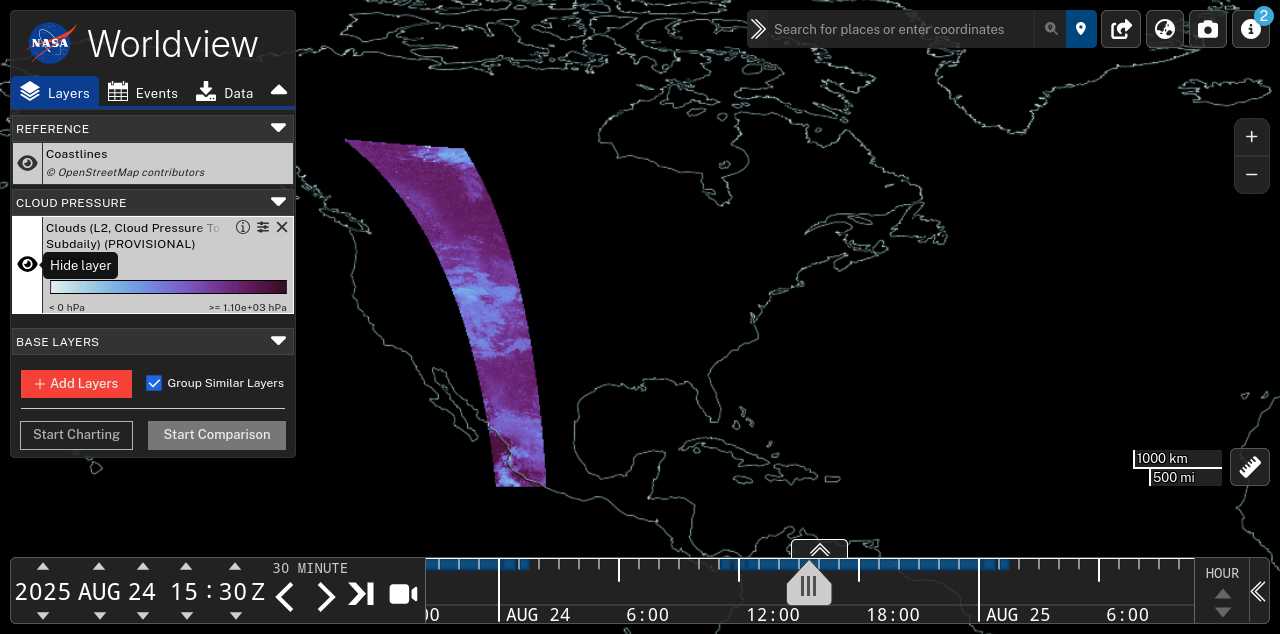 NASA
Worldview
Layers
Events
Data
REFERENCE
Coastlines
© OpenStreetMap contributors
CLOUD PRESSURE
Clouds (L2, Cloud Pressure To
Subdaily) (PROVISIONAL)
Hide layer
< 0 hPa
>= 1.10e+03 hPa
BASE LAYERS
+ Add Layers
Group Similar Layers
Start Charting
Start Comparison
Search for places or enter coordinates
2
+
−
1000 km
500 mi
2025 AUG 24 15 : 30 Z
30 MINUTE
00
AUG 24
6:00
12:00
18:00
AUG 25
6:00
HOUR